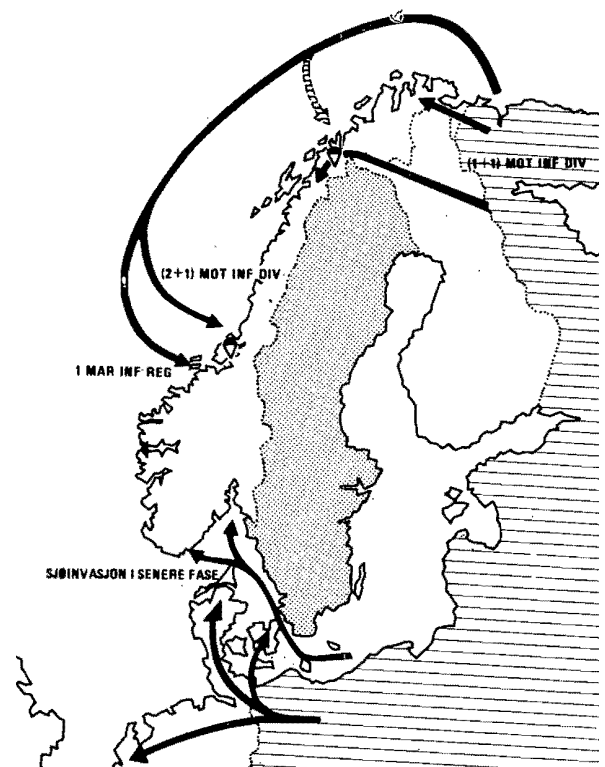 (1+1) MOT INF DIV
(2+1) MOT INF DIV
1 MAR INF REG
SJØINVASJON I SENERE FASE